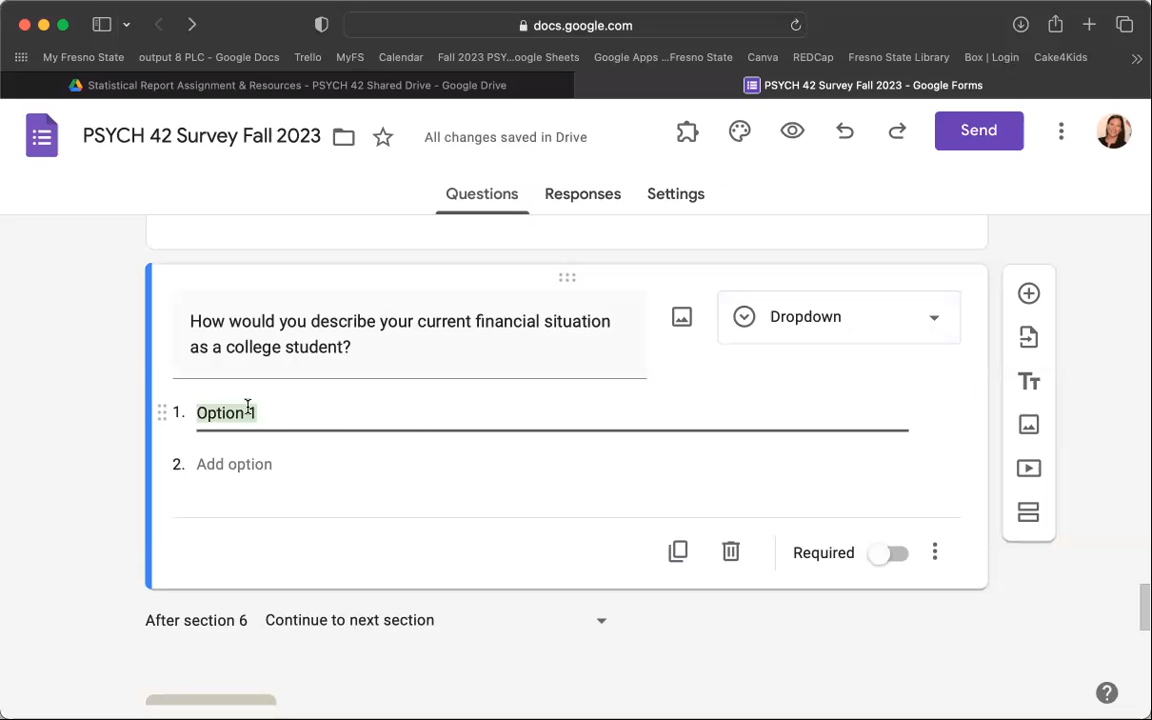 docs.google.com
My Fresno State output 8 PLC - Google Docs Trello MyFS Calendar Fall 2023 PSY...oogle Sheets Google Apps ...Fresno State Canva REDCap Fresno State Library Box | Login Cake4Kids
Statistical Report Assignment & Resources - PSYCH 42 Shared Drive - Google Drive PSYCH 42 Survey Fall 2023 - Google Forms
PSYCH 42 Survey Fall 2023 All changes saved in Drive Send
Questions Responses Settings
How would you describe your current financial situation
as a college student?
Dropdown
1. Option 1
2. Add option
Required
After section 6 Continue to next section